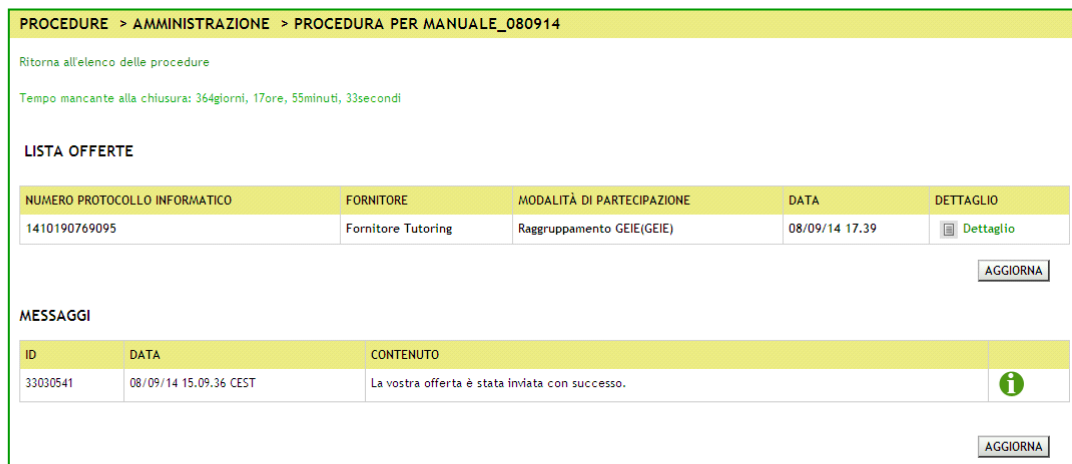 PROCEDURE > AMMINISTRAZIONE > PROCEDURA PER MANUALE_080914
Ritorna all'elenco delle procedure
Tempo mancante alla chiusura: 364giorni, 17ore, 55minuti, 33secondi
LISTA OFFERTE
NUMERO PROTOCOLLO INFORMATICO FORNITORE MODALITÀ DI PARTECIPAZIONE DATA DETTAGLIO
1410190769095 Fornitore Tutoring Raggruppamento GEIE(GEIE) 08/09/14 17.39 Dettaglio
AGGIORNA
MESSAGGI
ID DATA CONTENUTO
33030541 08/09/14 15.09.36 CEST La vostra offerta è stata inviata con successo.
AGGIORNA